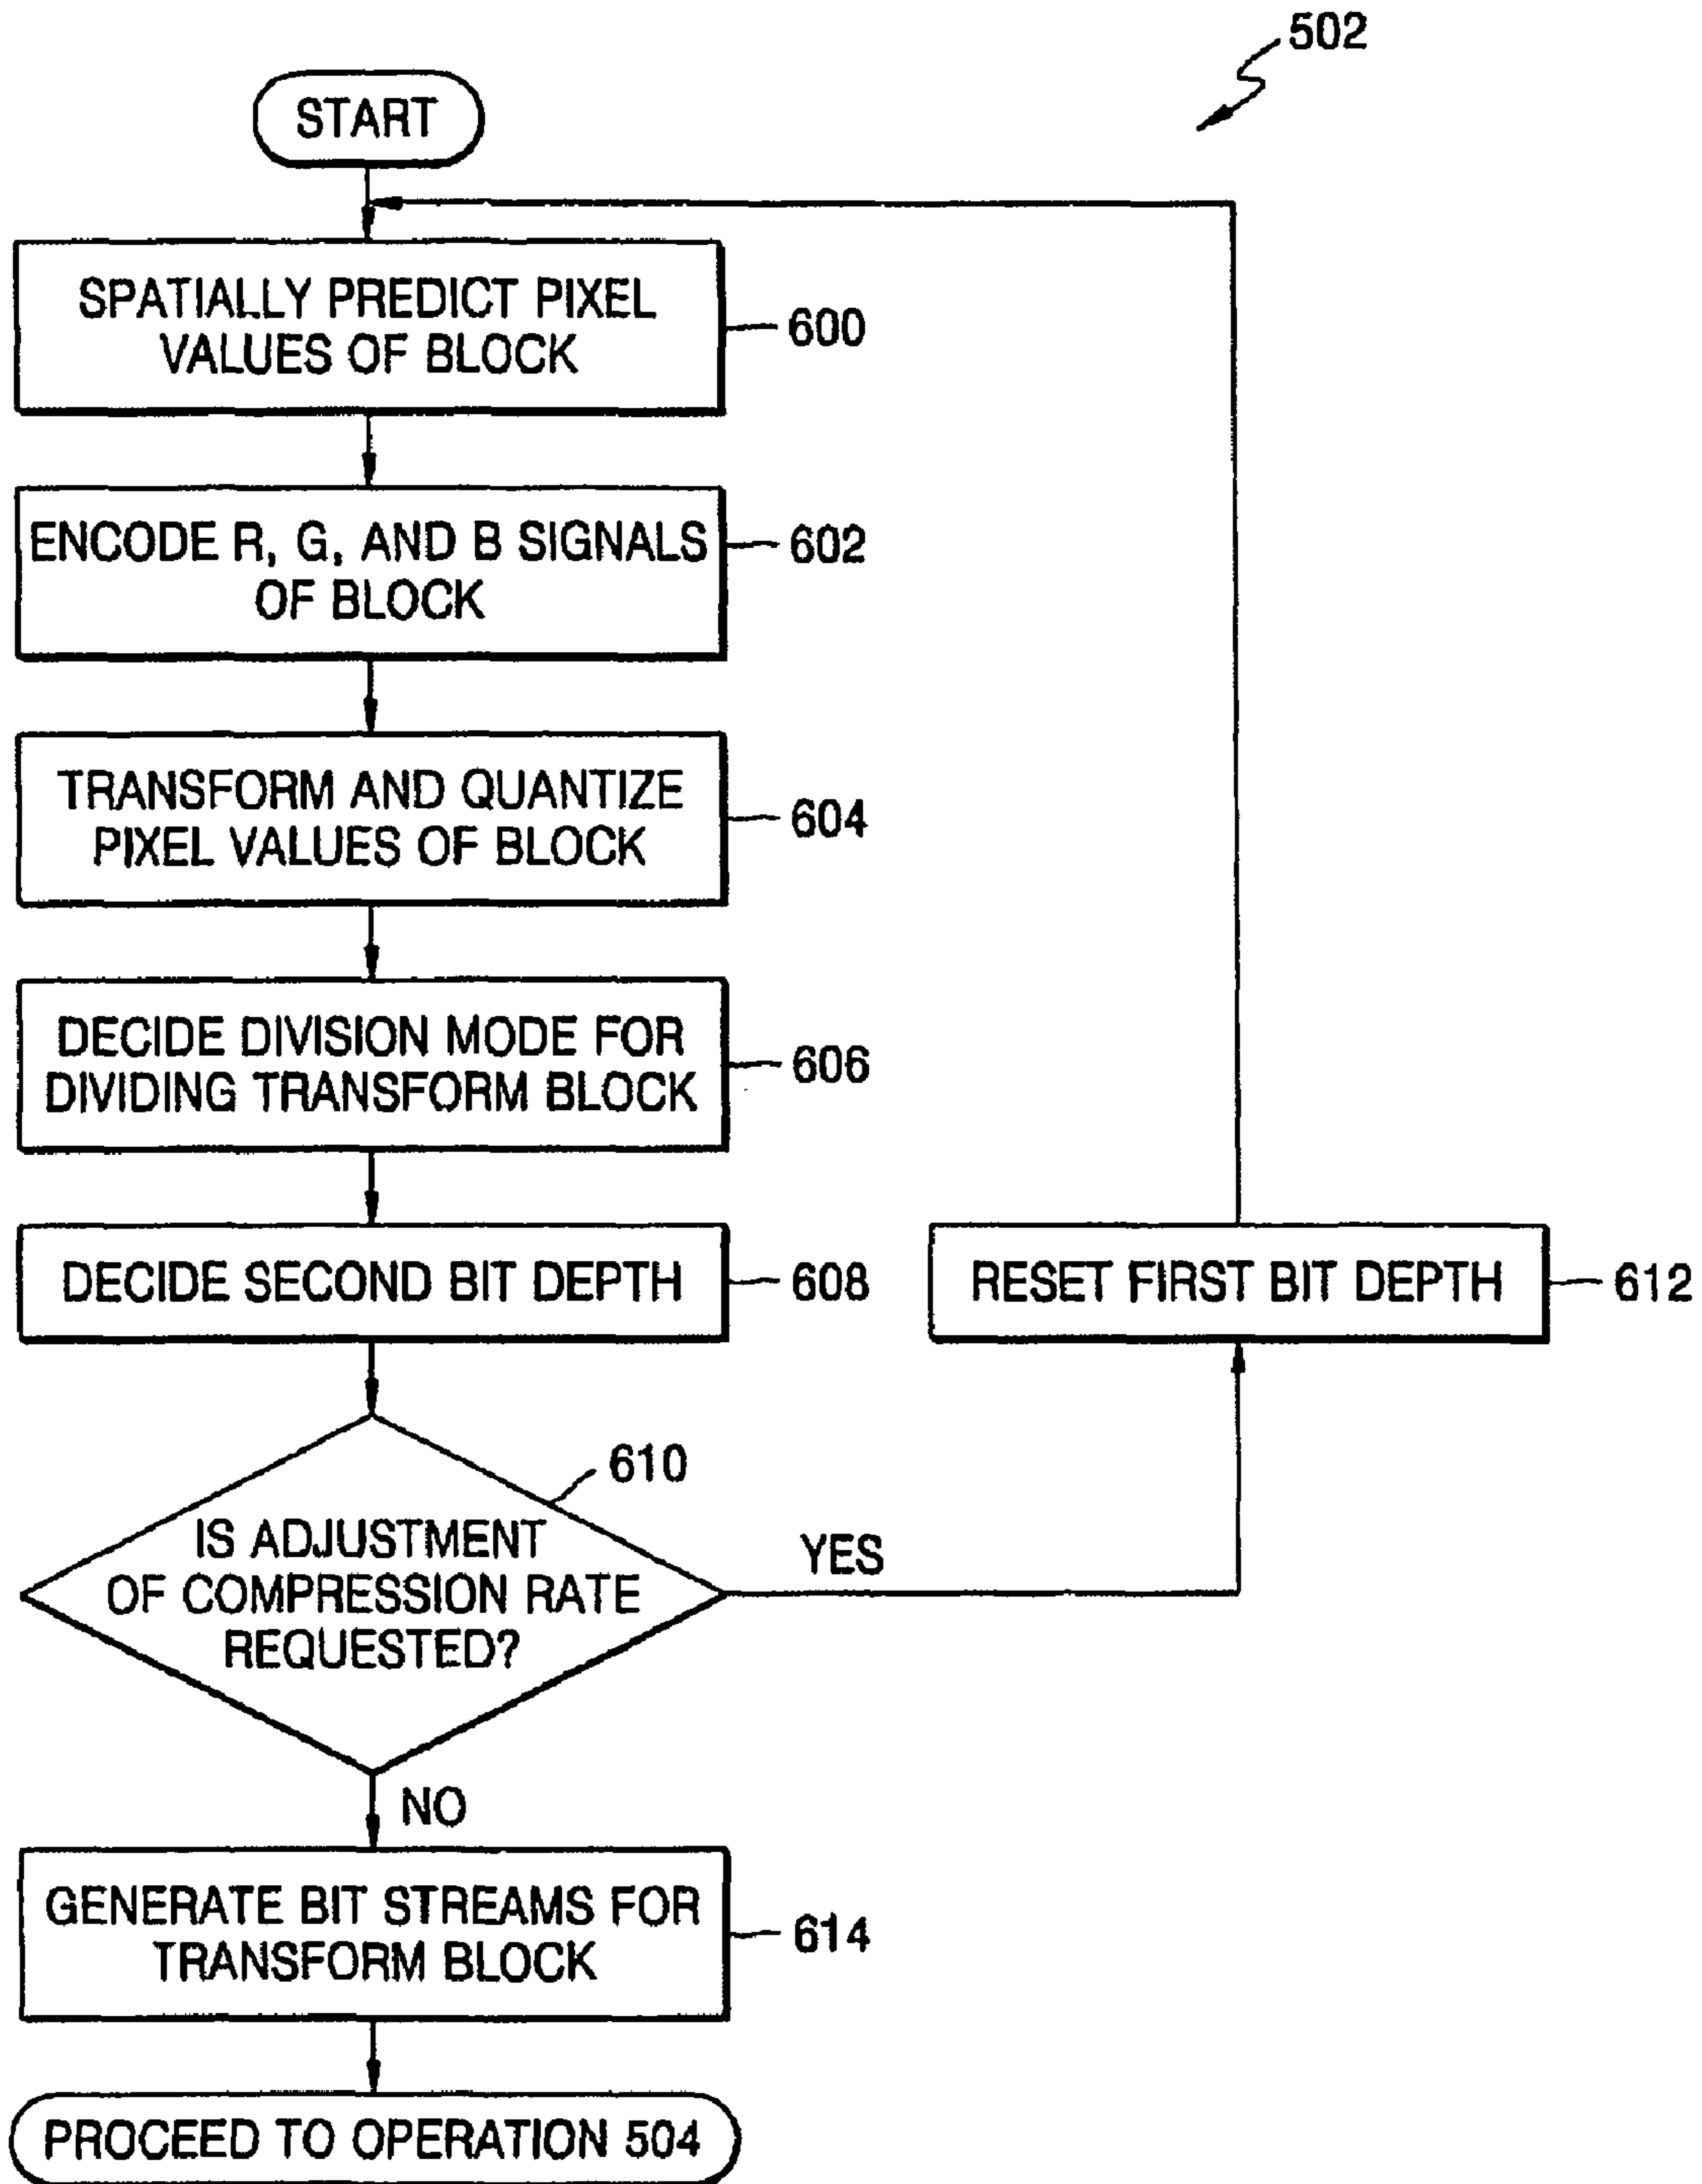 502
START
SPATIALLY PREDICT PIXEL
VALUES OF BLOCK
600
ENCODE R, G, AND B SIGNALS
OF BLOCK
602
TRANSFORM AND QUANTIZE
PIXEL VALUES OF BLOCK
604
DECIDE DIVISION MODE FOR
DIVIDING TRANSFORM BLOCK
606
DECIDE SECOND BIT DEPTH
608
RESET FIRST BIT DEPTH
612
610
IS ADJUSTMENT
OF COMPRESSION RATE
REQUESTED?
YES
NO
GENERATE BIT STREAMS FOR
TRANSFORM BLOCK
614
PROCEED TO OPERATION 504